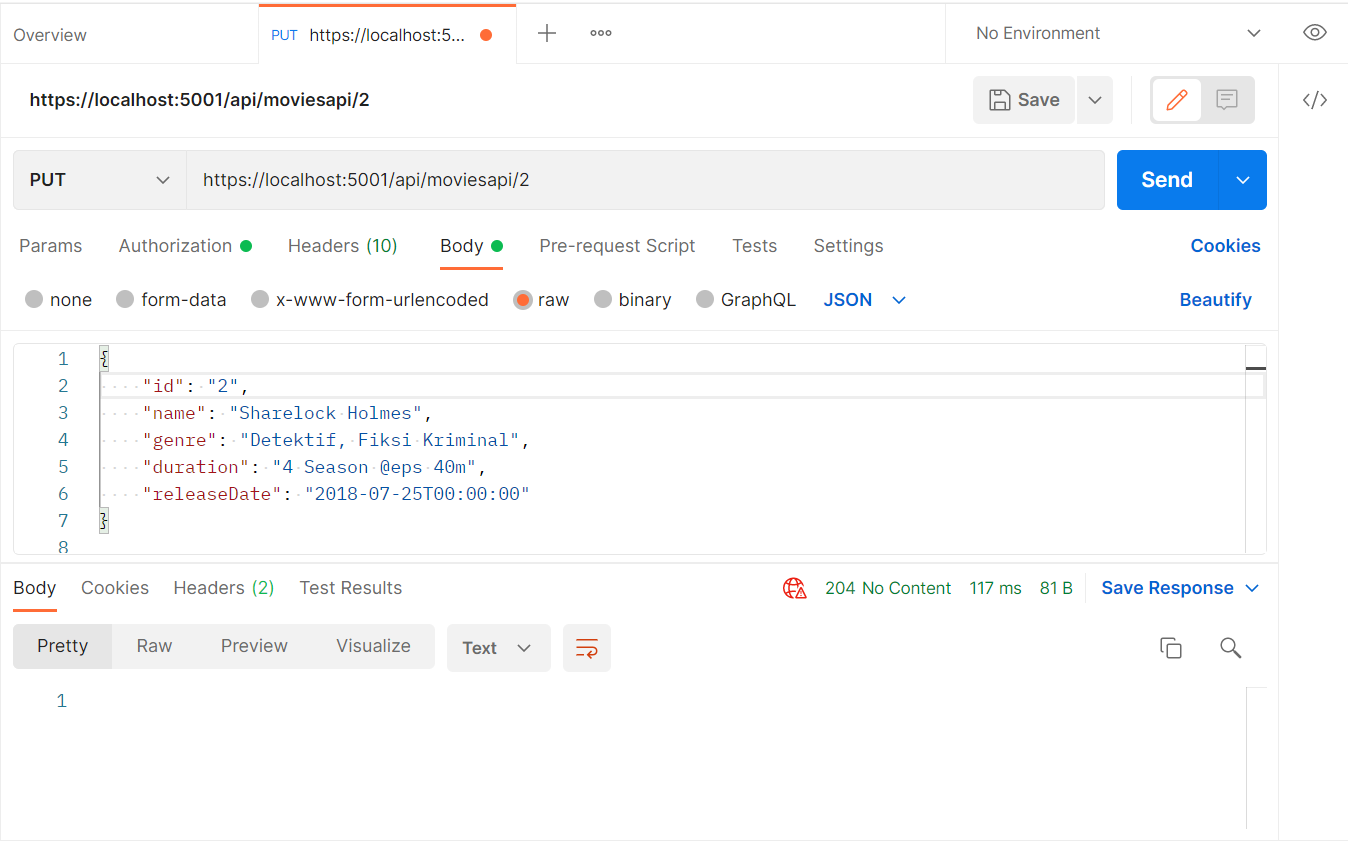 Overview PUT https://localhost:5... No Environment
https://localhost:5001/api/moviesapi/2 Save
PUT https://localhost:5001/api/moviesapi/2 Send
Params Authorization Headers (10) Body Pre-request Script Tests Settings Cookies
none form-data x-www-form-urlencoded raw binary GraphQL JSON Beautify
1 {
2 "id": "2",
3 "name": "Sharelock Holmes",
4 "genre": "Detektif, Fiksi Kriminal",
5 "duration": "4 Season @eps 40m",
6 "releaseDate": "2018-07-25T00:00:00"
7 }
8
Body Cookies Headers (2) Test Results 204 No Content 117 ms 81 B Save Response
Pretty Raw Preview Visualize Text
1